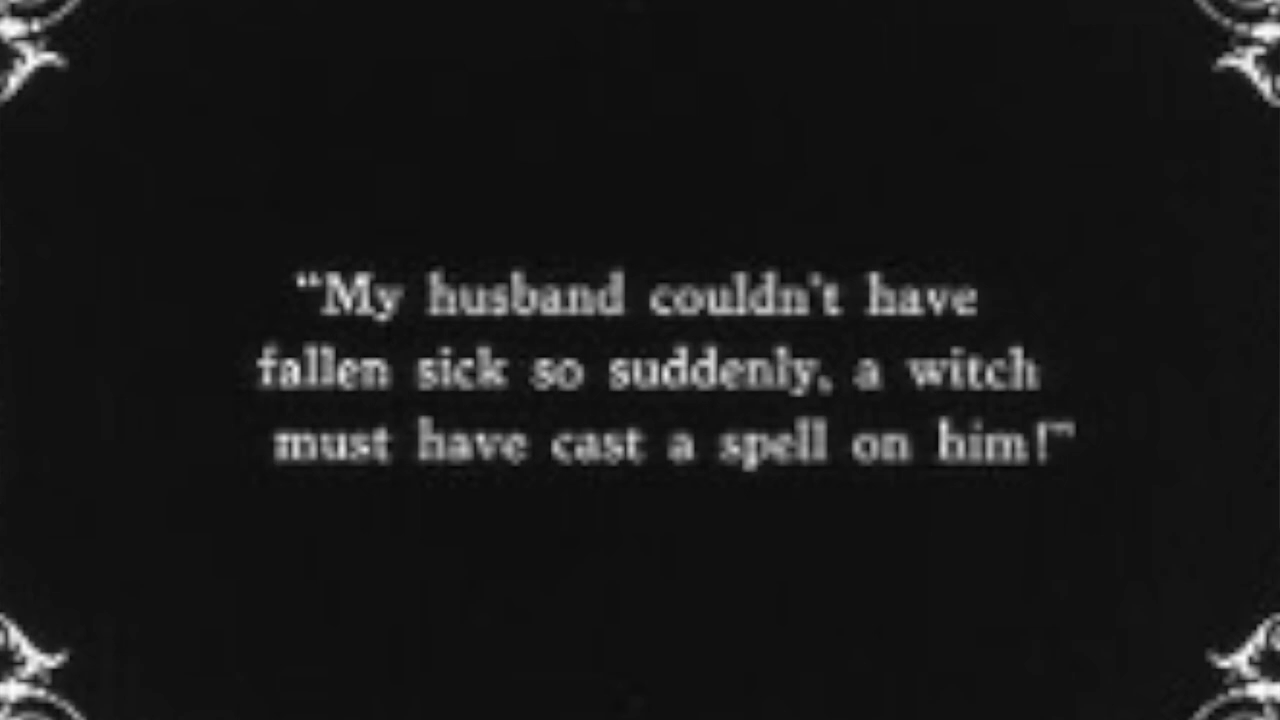 “My husband couldn't have
fallen sick so suddenly, a witch
must have cast a spell on him!”